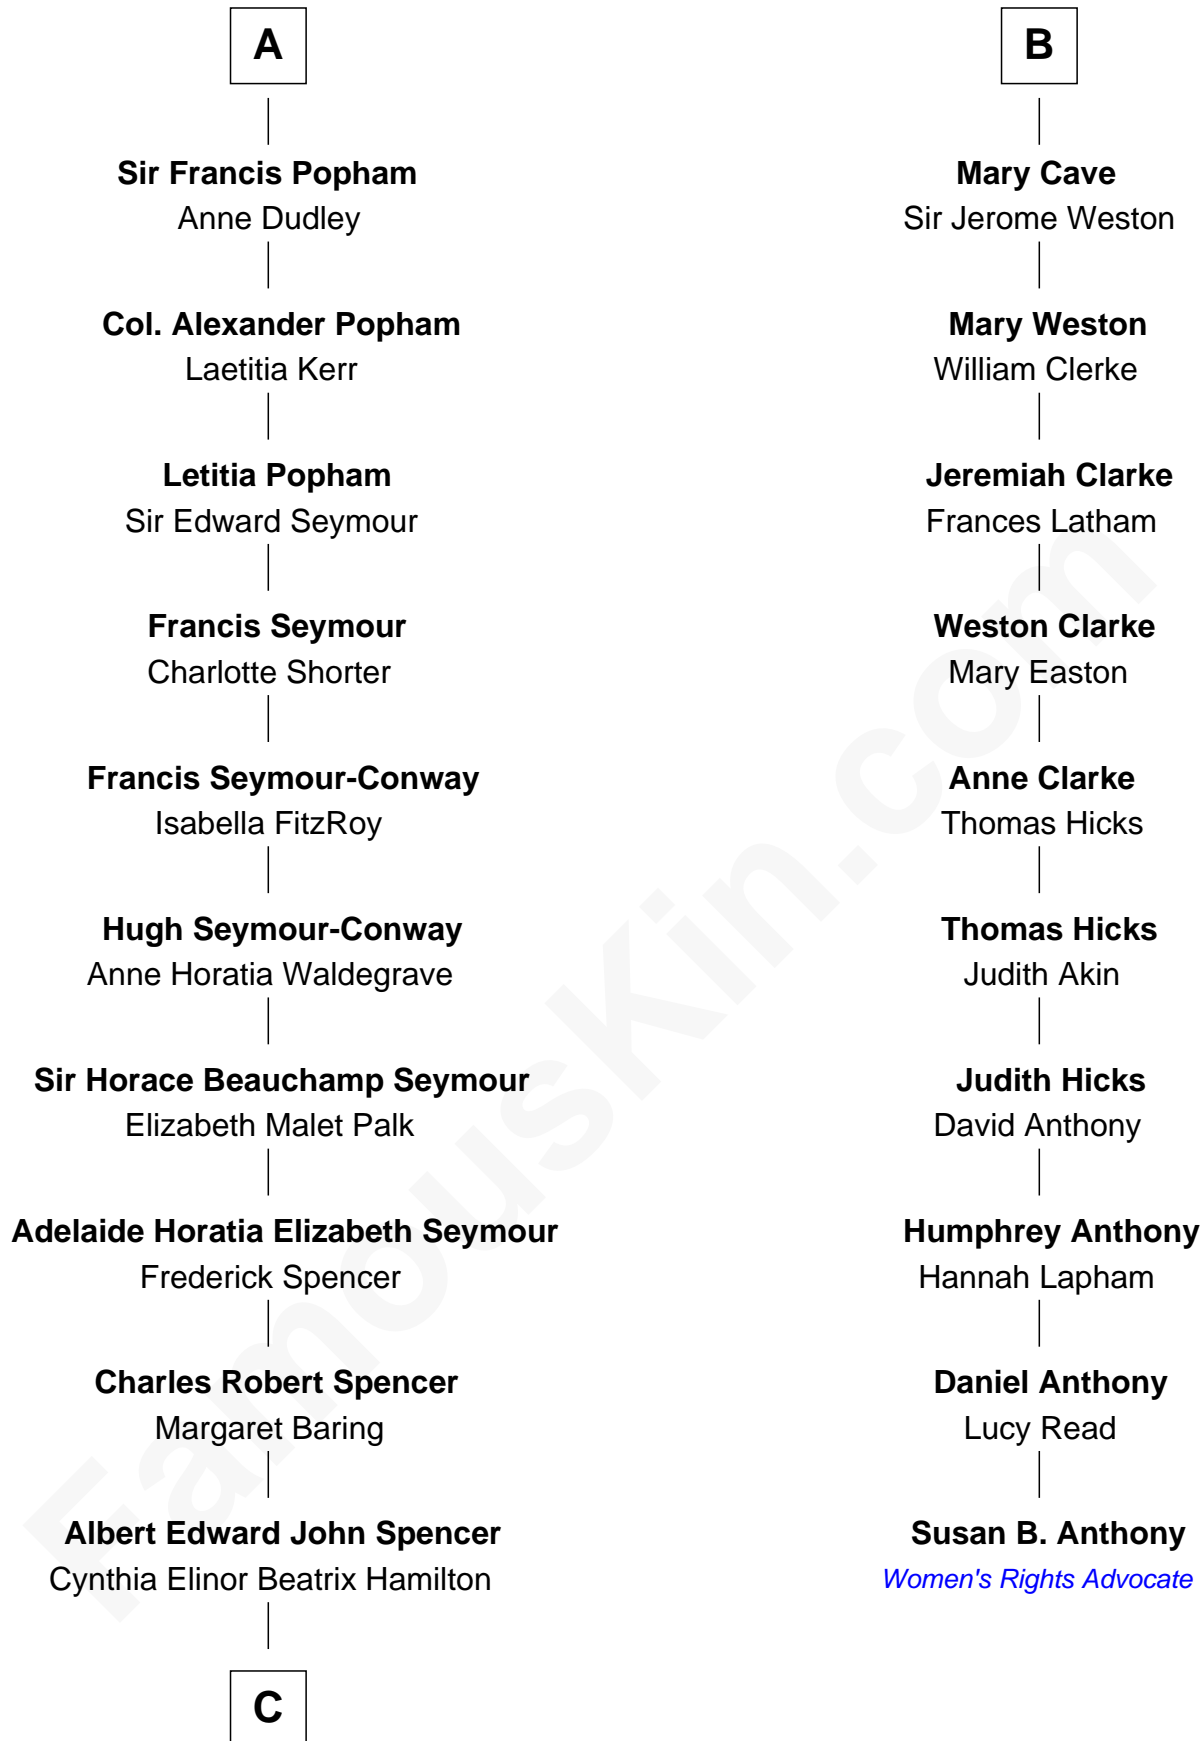 A
Sir Francis Popham
Anne Dudley
Col. Alexander Popham
Laetitia Kerr
Letitia Popham
Sir Edward Seymour
Francis Seymour
Charlotte Shorter
Francis Seymour-Conway
Isabella FitzRoy
Hugh Seymour-Conway
Anne Horatia Waldegrave
Sir Horace Beauchamp Seymour
Elizabeth Malet Palk
Adelaide Horatia Elizabeth Seymour
Frederick Spencer
Charles Robert Spencer
Margaret Baring
Albert Edward John Spencer
Cynthia Elinor Beatrix Hamilton
C
B
Mary Cave
Sir Jerome Weston
Mary Weston
William Clerke
Jeremiah Clarke
Frances Latham
Weston Clarke
Mary Easton
Anne Clarke
Thomas Hicks
Thomas Hicks
Judith Akin
Judith Hicks
David Anthony
Humphrey Anthony
Hannah Lapham
Daniel Anthony
Lucy Read
Susan B. Anthony
Women's Rights Advocate
FamousKin.com